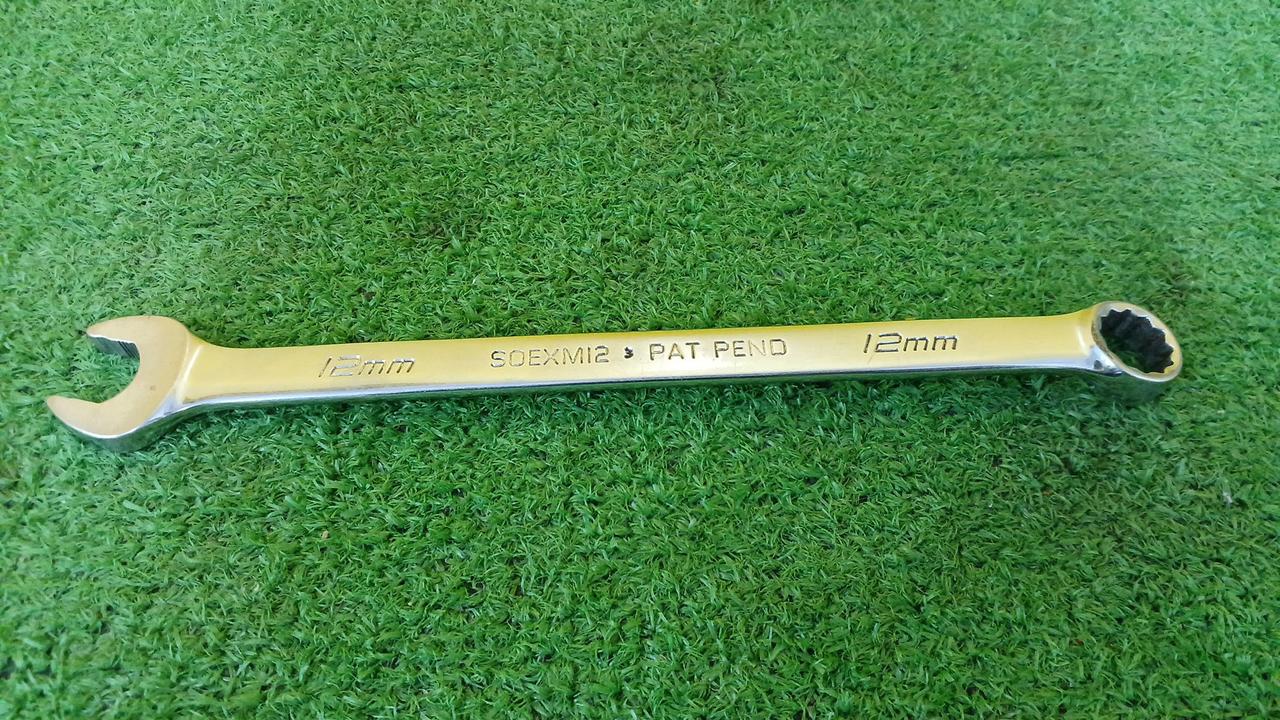 12mm SOEXM12 • PAT PEND 12mm